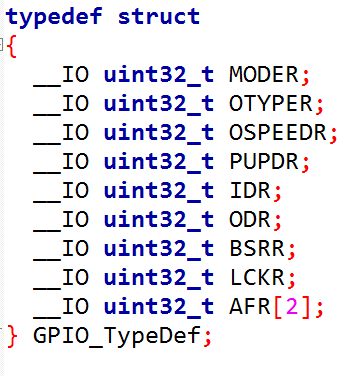 typedef struct
{
__IO uint32_t MODER;
__IO uint32_t OTYPER;
__IO uint32_t OSPEEDR;
__IO uint32_t PUPDR;
__IO uint32_t IDR;
__IO uint32_t ODR;
__IO uint32_t BSRR;
__IO uint32_t LCKR;
__IO uint32_t AFR[2];
} GPIO_TypeDef;